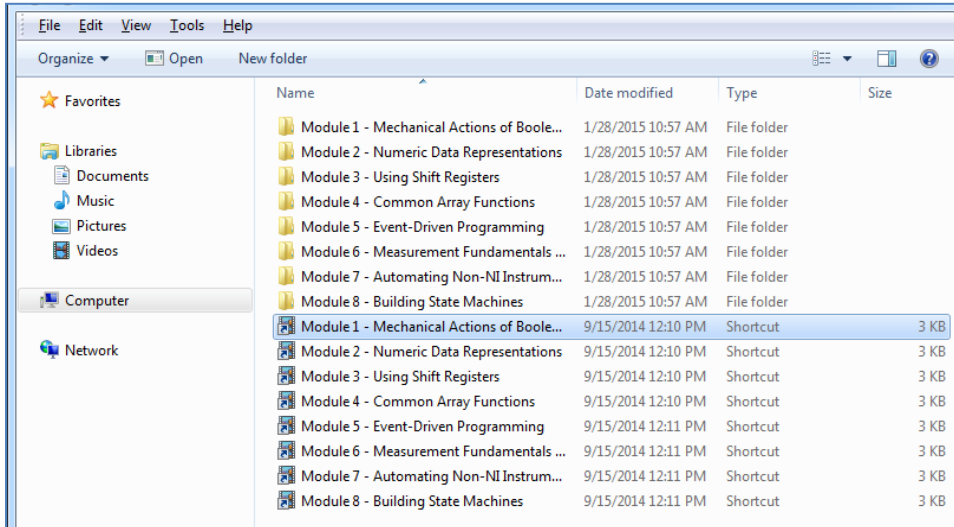 File Edit View Tools Help
Organize Open New folder
Favorites
Libraries
Documents
Music
Pictures
Videos
Computer
Network
Name Date modified Type Size
Module 1 - Mechanical Actions of Boole... 1/28/2015 10:57 AM File folder
Module 2 - Numeric Data Representations 1/28/2015 10:57 AM File folder
Module 3 - Using Shift Registers 1/28/2015 10:57 AM File folder
Module 4 - Common Array Functions 1/28/2015 10:57 AM File folder
Module 5 - Event-Driven Programming 1/28/2015 10:57 AM File folder
Module 6 - Measurement Fundamentals ... 1/28/2015 10:57 AM File folder
Module 7 - Automating Non-NI Instrum... 1/28/2015 10:57 AM File folder
Module 8 - Building State Machines 1/28/2015 10:57 AM File folder
Module 1 - Mechanical Actions of Boole... 9/15/2014 12:10 PM Shortcut 3 KB
Module 2 - Numeric Data Representations 9/15/2014 12:10 PM Shortcut 3 KB
Module 3 - Using Shift Registers 9/15/2014 12:10 PM Shortcut 3 KB
Module 4 - Common Array Functions 9/15/2014 12:10 PM Shortcut 3 KB
Module 5 - Event-Driven Programming 9/15/2014 12:11 PM Shortcut 3 KB
Module 6 - Measurement Fundamentals ... 9/15/2014 12:11 PM Shortcut 3 KB
Module 7 - Automating Non-NI Instrum... 9/15/2014 12:11 PM Shortcut 3 KB
Module 8 - Building State Machines 9/15/2014 12:11 PM Shortcut 3 KB